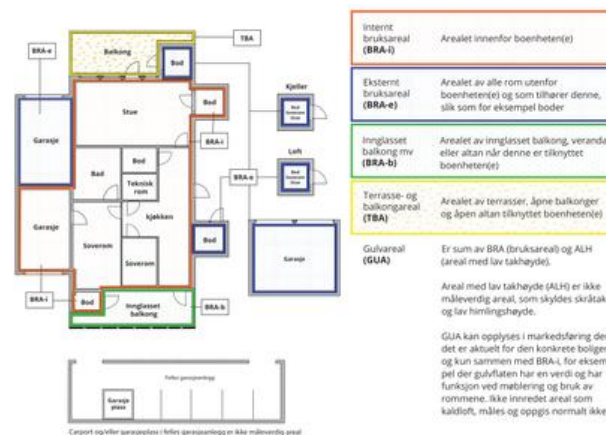 TBA
BRA-e
Balkong
Bod
Kjeller
Bod
Stue
Bod
Garasje
BRA-i
Loft
Bod
Bad
Teknisk
rom
BRA-e
Garasje
kjøkken
Soverom
Bod
Garasje
Soverom
BRA-i
Bod
Innglasset
balkong
BRA-b
Felles garasjeanlegg
Garasje
plass
Carport og/eller garasjeplass i felles garasjeanlegg er ikke måleverdig areal
Internt
bruksareal
(BRA-i)
Arealet innenfor boenheten(e)
Eksternt
bruksareal
(BRA-e)
Arealet av alle rom utenfor
boenheten(e) og som tilhører denne,
slik som for eksempel boder
Innglasset
balkong mv
(BRA-b)
Arealet av innglasset balkong, veranda
eller altan når denne er tilknyttet
boenheten(e)
Terrasse- og
balkongareal
(TBA)
Arealet av terrasser, åpne balkonger
og åpen altan tilknyttet boenheten(e)
Gulvareal
(GUA)
Er sum av BRA (bruksareal) og ALH
(areal med lav takhøyde).
Areal med lav takhøyde (ALH) er ikke
måleverdig areal, som skyldes skråtak
og lav himlingshøyde.
GUA kan opplyses i markedsføring der
det er aktuelt for den konkrete boligen
og kun sammen med BRA-i, for eksem
pel der gulvflaten har en verdi og har
funksjon ved møblering og bruk av
rommene. Ikke innredet areal som
kaldloft, måles og oppgis normalt ikke